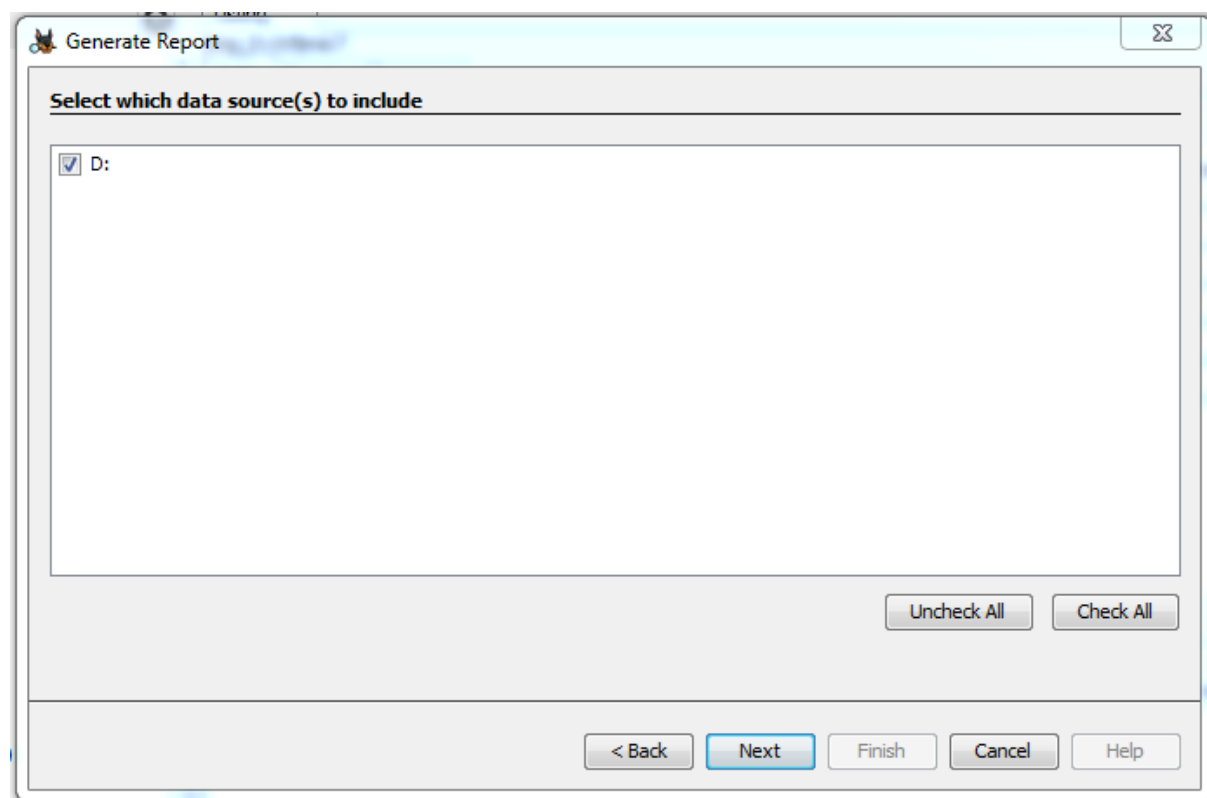 Generate Report
Select which data source(s) to include
D:
Uncheck All Check All
< Back Next Finish Cancel Help